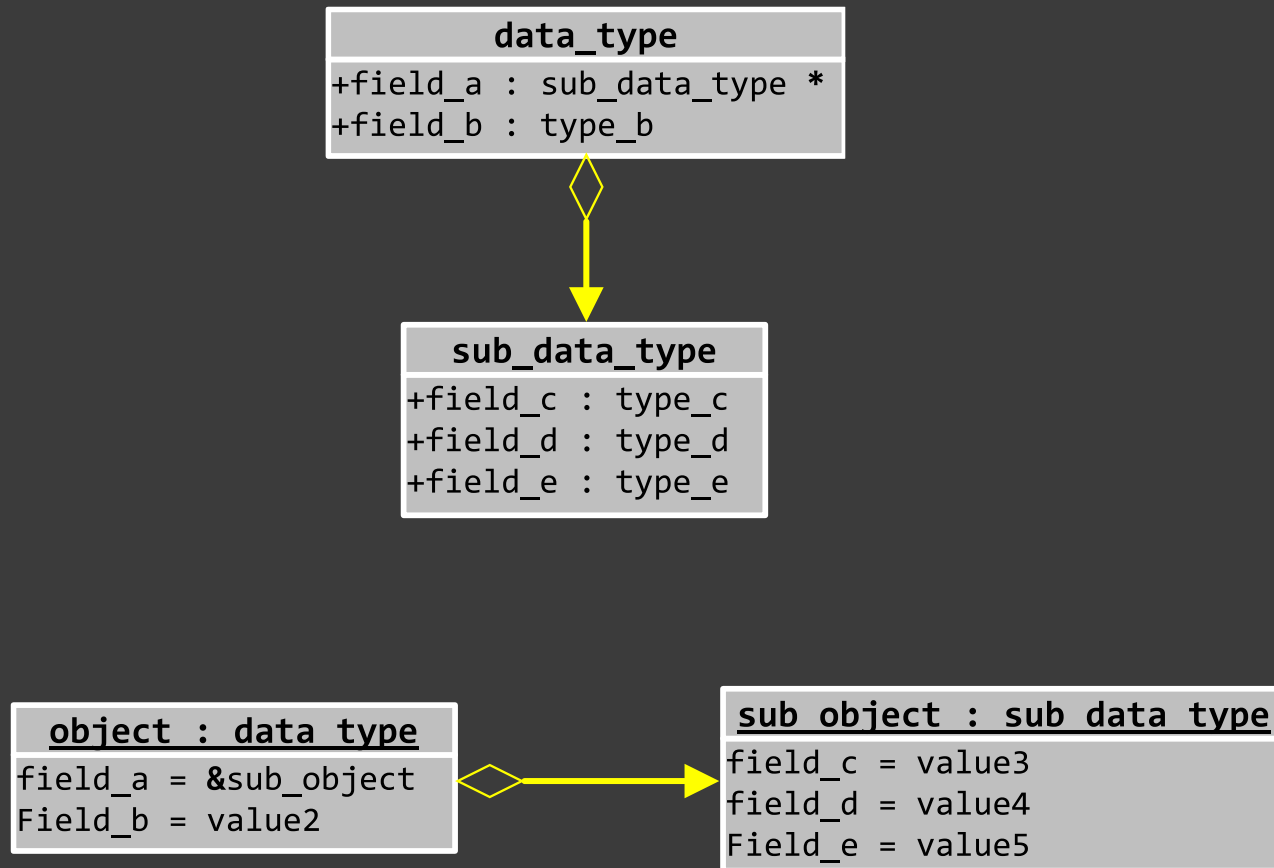 data_type
+field_a : sub_data_type *
+field_b : type_b
sub_data_type
+field_c : type_c
+field_d : type_d
+field_e : type_e
object : data_type
field_a = &sub_object
Field_b = value2
sub_object : sub_data_type
field_c = value3
field_d = value4
Field_e = value5